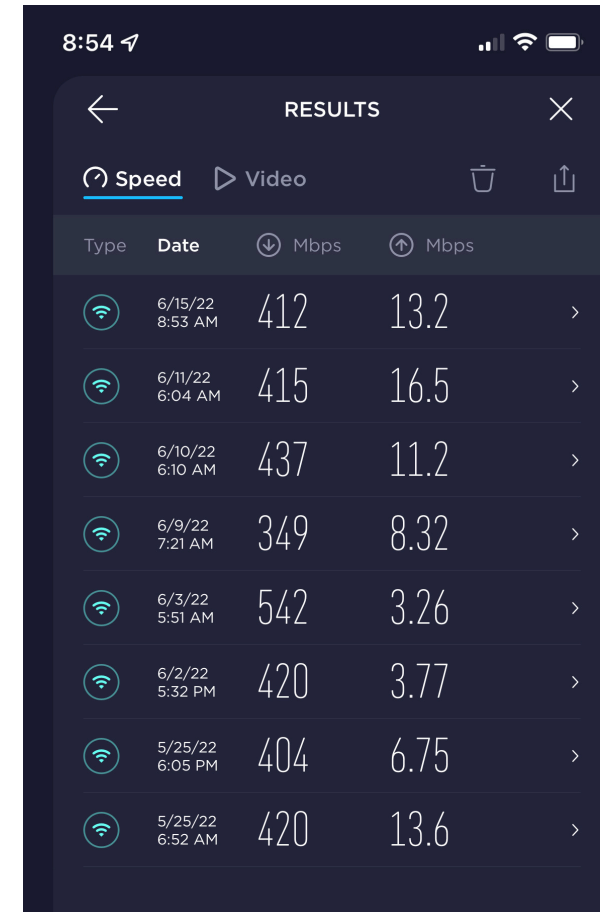 8:54
RESULTS
Speed Video
Type Date Mbps Mbps
6/15/22
8:53 AM
412 13.2
6/11/22
6:04 AM
415 16.5
6/10/22
6:10 AM
437 11.2
6/9/22
7:21 AM
349 8.32
6/3/22
5:51 AM
542 3.26
6/2/22
5:32 PM
420 3.77
5/25/22
6:05 PM
404 6.75
5/25/22
6:52 AM
420 13.6